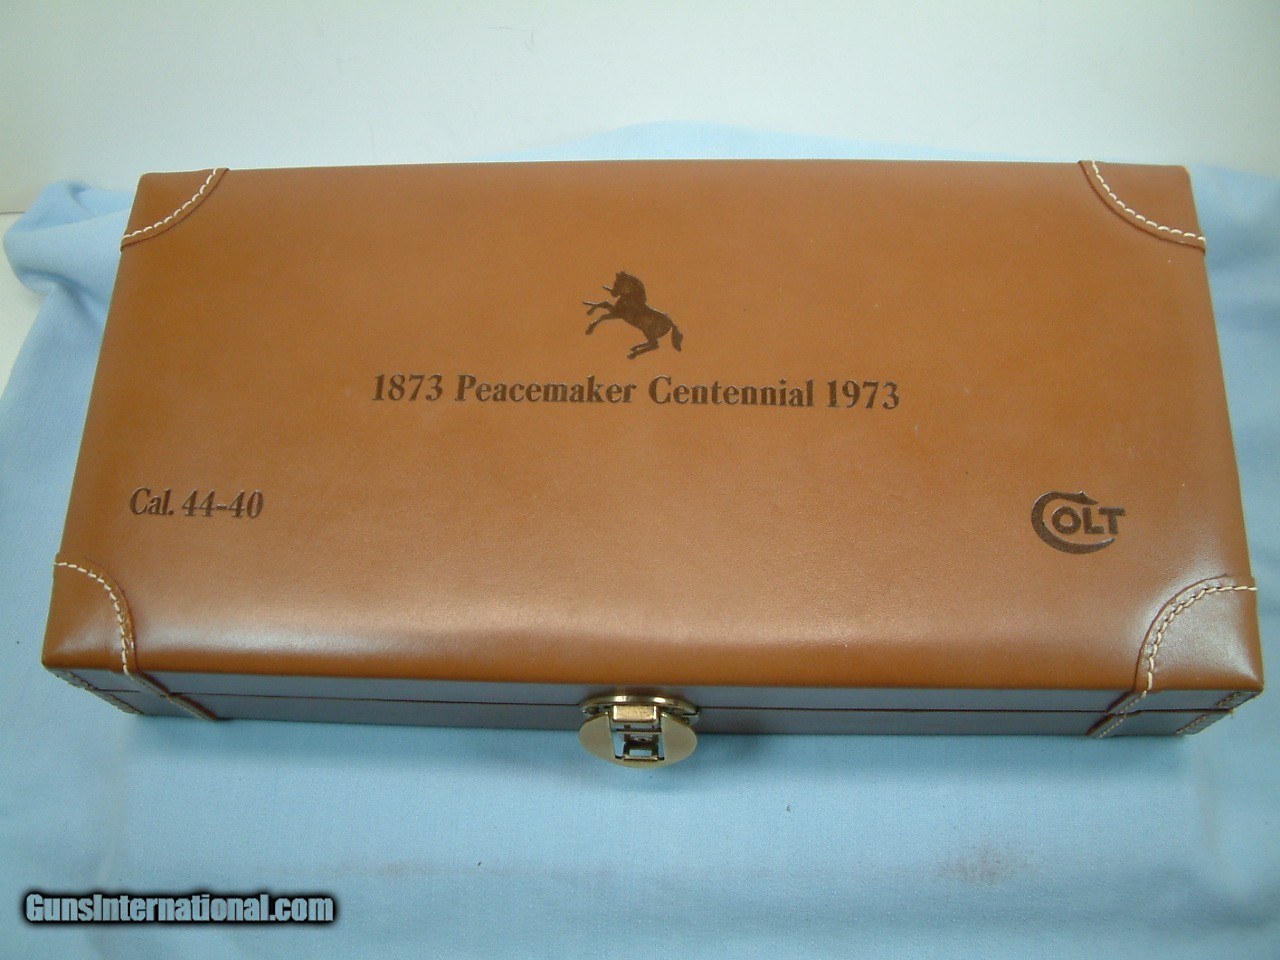 1873 Peacemaker Centennial 1973
Cal. 44-40
COLT
GunsInternational.com